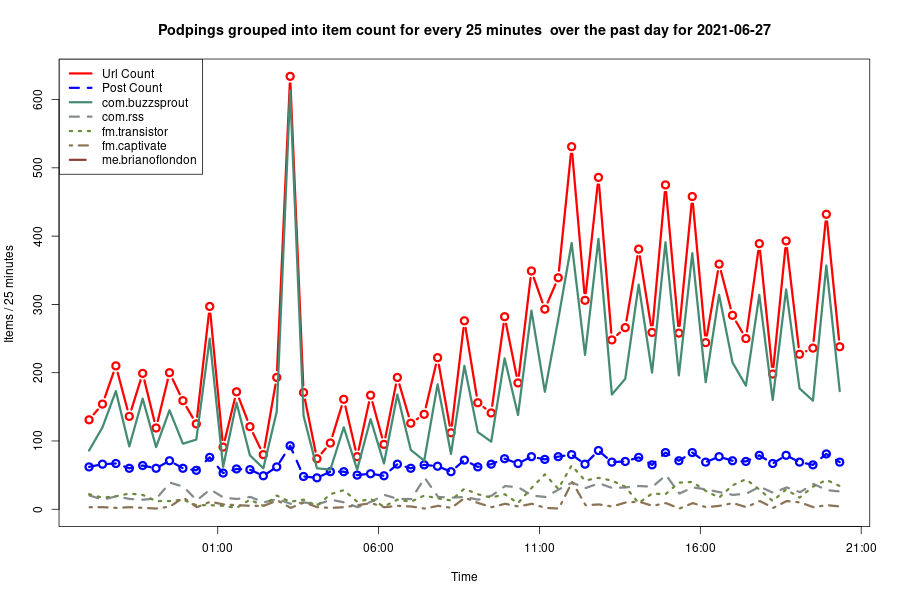 Podpings grouped into item count for every 25 minutes  over the past day for 2021-06-27
Url Count
Post Count
com.buzzsprout
com.rss
fm.transistor
fm.captivate
me.brianoflondon
Items / 25 minutes
600
500
400
300
200
100
0
01:00 06:00 11:00 16:00 21:00
Time